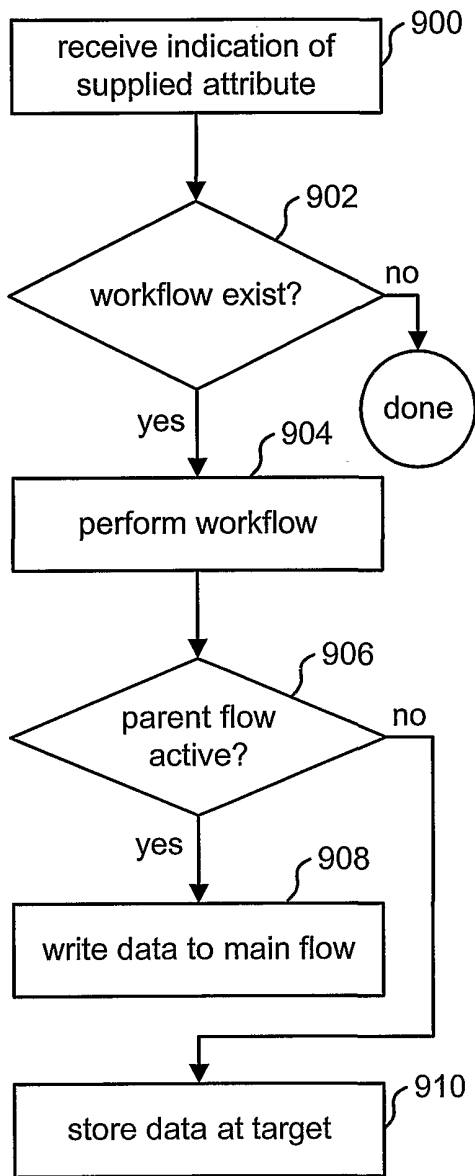 900
receive indication of
supplied attribute
902
workflow exist?
no
done
yes
904
perform workflow
906
parent flow
active?
no
yes
908
write data to main flow
910
store data at target